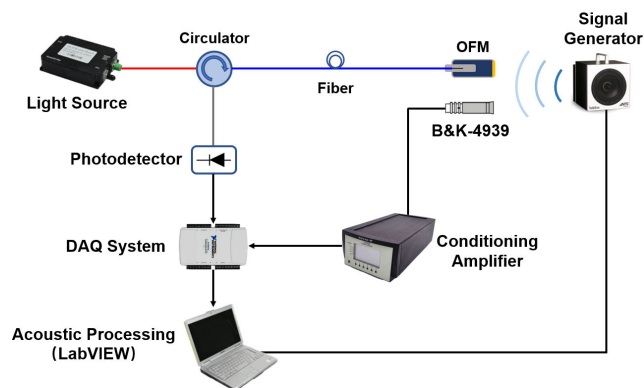 Circulator
Signal
Generator
OFM
Light Source
Fiber
B&K-4939
Photodetector
DAQ System
Conditioning
Amplifier
Acoustic Processing
(LabVIEW)